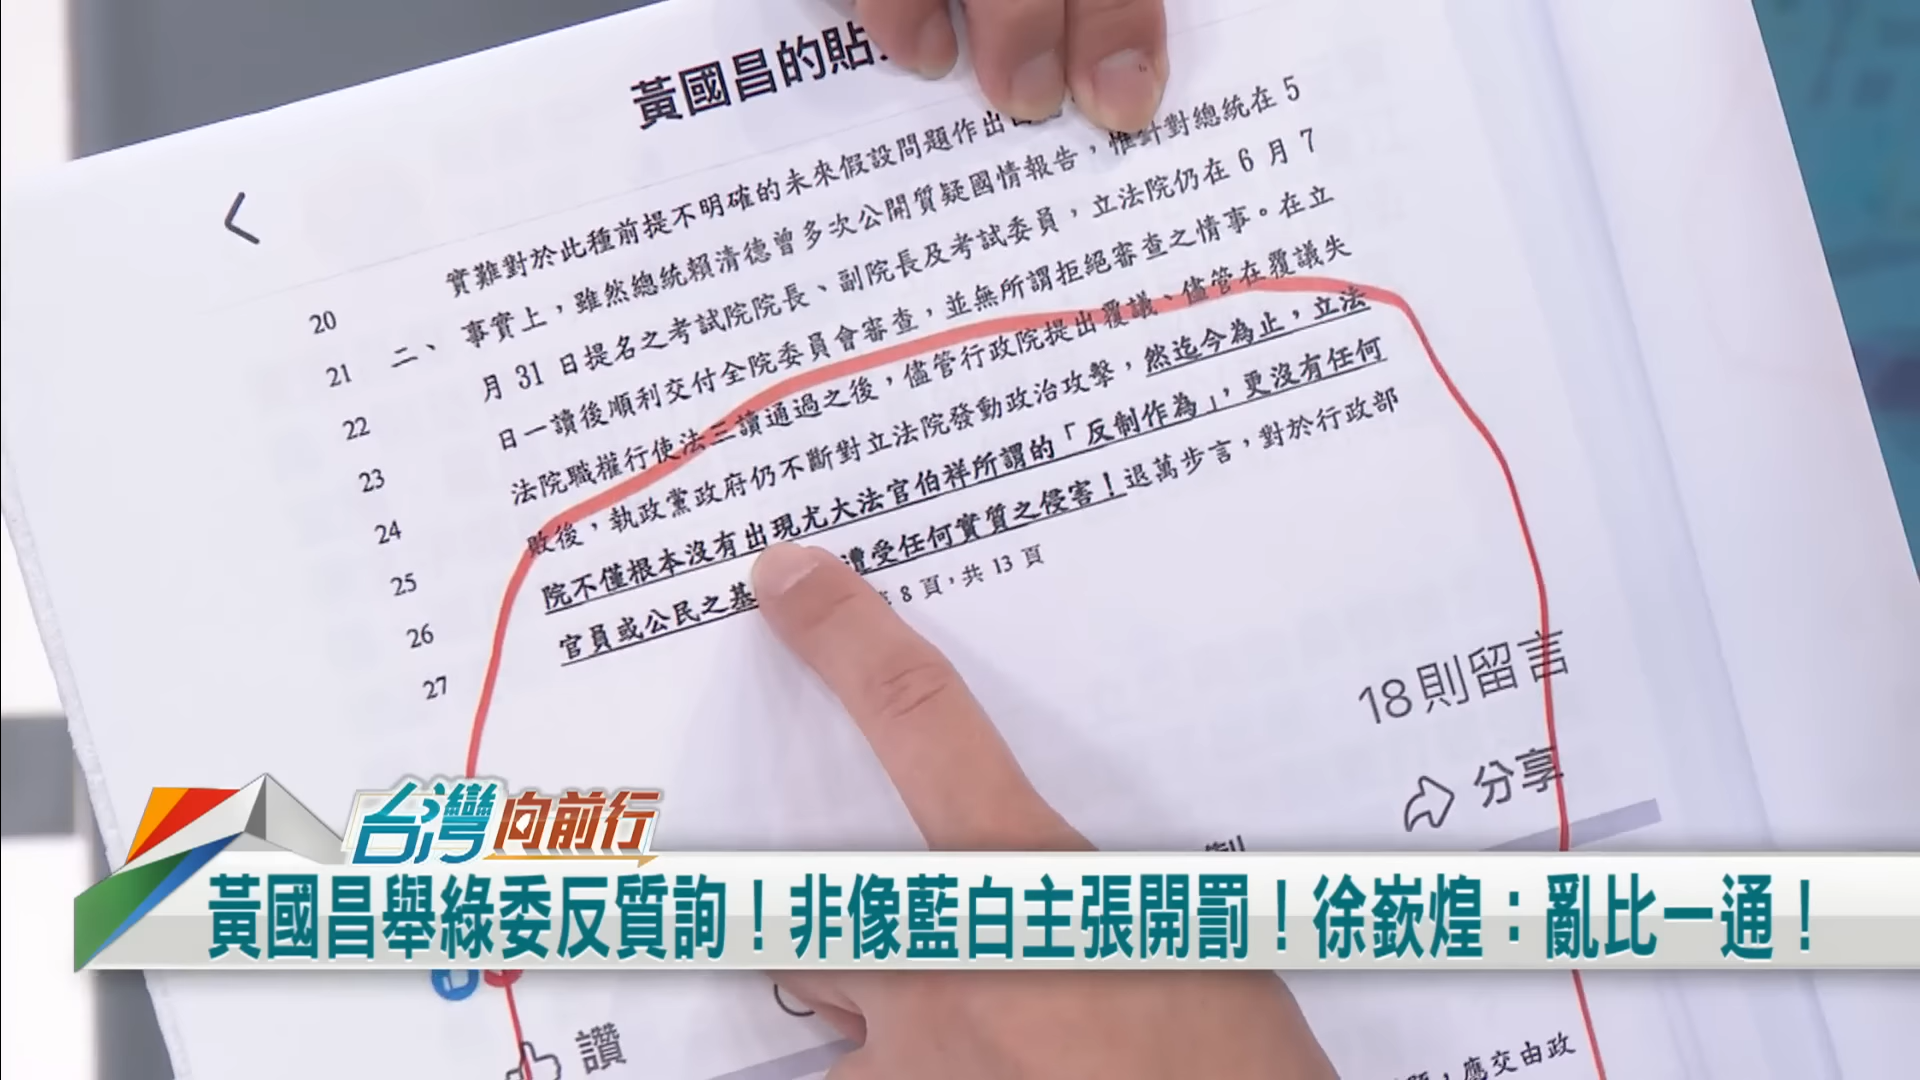 黃國昌的貼
實難對於此種前提不明確的未來假設問題作出
20
21 二、 事實上，雖然總統賴清德曾多次公開質疑國情報告，惟針對總統在 5
22 月 31 日提名之考試院院長、副院長及考試委員，立法院仍在 6 月 7
23 日一讀後順利交付全院委員會審查，並無所謂拒絕審查之情事。在立
24 法院職權行使法三讀通過之後，儘管行政院提出覆議、儘管在覆議失
25 敗後，執政黨政府仍不斷對立法院發動政治攻擊，然迄今為止，立法
26 院不僅根本沒有出現尤大法官伯祥所謂的「反制作為」，更沒有任何
27 官員或公民之基 遭受任何實質之侵害！退萬步言，對於行政部
8 頁，共 13 頁
18則留言
分享
台灣向前行
黃國昌舉綠委反質詢！非像藍白主張開罰！徐嶔煌：亂比一通！
讚
應交由政